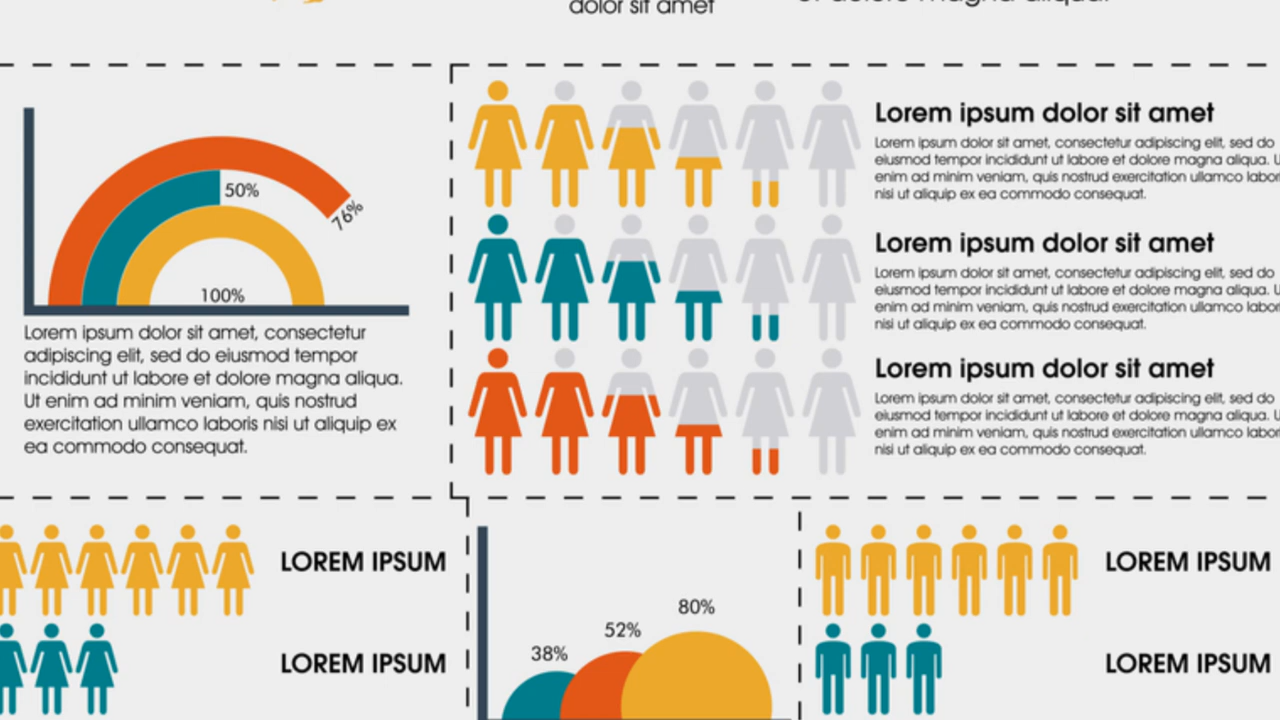 dolor sit amet
et dolore magna aliqua.
50%
76%
100%
Lorem ipsum dolor sit amet, consectetur
adipiscing elit, sed do eiusmod tempor
incididunt ut labore et dolore magna aliqua.
Ut enim ad minim veniam, quis nostrud
exercitation ullamco laboris nisi ut aliquip ex
ea commodo consequat.
Lorem ipsum dolor sit amet
Lorem ipsum dolor sit amet, consectetur adipiscing elit, sed do
eiusmod tempor incididunt ut labore et dolore magna aliqua. U
enim ad minim veniam, quis nostrud exercitation ullamco labor
nisi ut aliquip ex ea commodo consequat.
Lorem ipsum dolor sit amet
Lorem ipsum dolor sit amet, consectetur adipiscing elit, sed do
eiusmod tempor incididunt ut labore et dolore magna aliqua. U
enim ad minim veniam, quis nostrud exercitation ullamco labor
nisi ut aliquip ex ea commodo consequat.
Lorem ipsum dolor sit amet
Lorem ipsum dolor sit amet, consectetur adipiscing elit, sed do
eiusmod tempor incididunt ut labore et dolore magna aliqua. U
enim ad minim veniam, quis nostrud exercitation ullamco labor
nisi ut aliquip ex ea commodo consequat.
LOREM IPSUM
LOREM IPSUM
38%
52%
80%
LOREM IPSUM
LOREM IPSUM